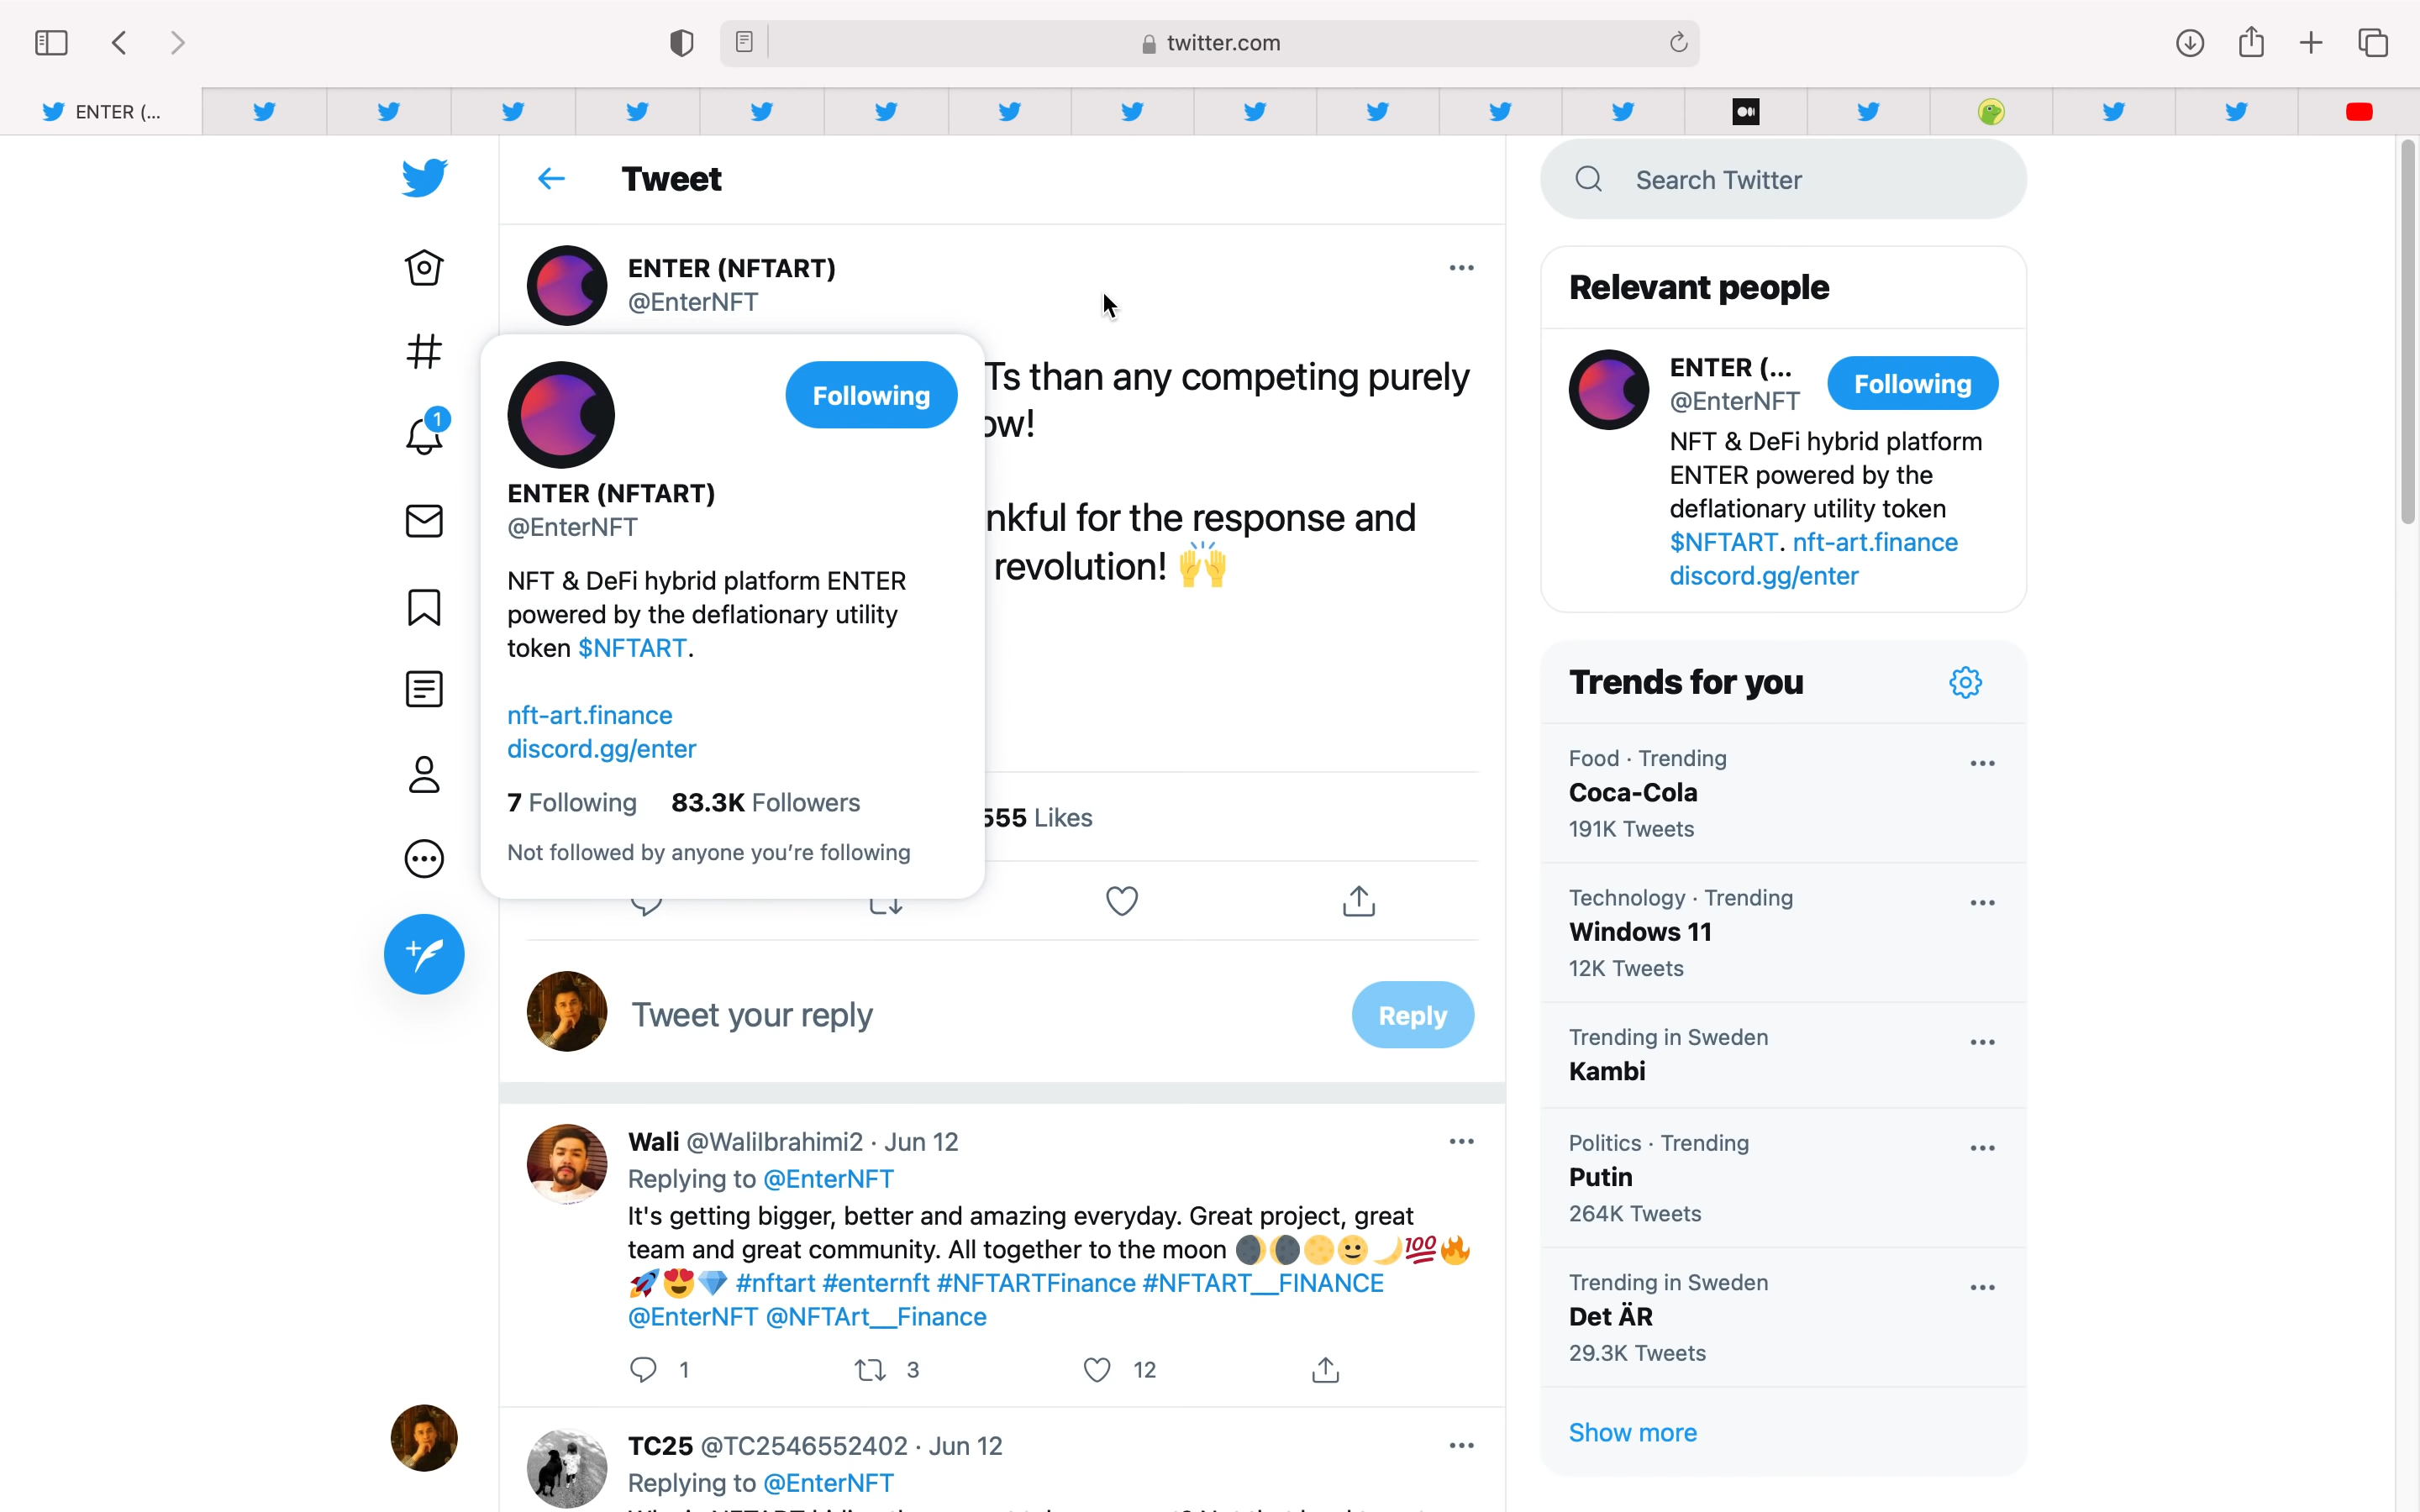 twitter.com
ENTER (...
Tweet
Search Twitter
ENTER (NFTART)
@EnterNFT
Ts than any competing purely
ow!
nkful for the response and
revolution! 🙌
Following
ENTER (NFTART)
@EnterNFT
NFT & DeFi hybrid platform ENTER
powered by the deflationary utility
token $NFTART.
nft-art.finance
discord.gg/enter
7 Following 83.3K Followers
Not followed by anyone you're following
555 Likes
1
Tweet your reply
Reply
Wali @WaliIbrahimi2 · Jun 12
Replying to @EnterNFT
It's getting bigger, better and amazing everyday. Great project, great
team and great community. All together to the moon 🌒🌘🌕🙂🌙💯🔥
🚀😍💎 #nftart #enternft #NFTARTFinance #NFTART__FINANCE
@EnterNFT @NFTArt__Finance
1 3 12
TC25 @TC2546552402 · Jun 12
Replying to @EnterNFT
Relevant people
ENTER (...
@EnterNFT
Following
NFT & DeFi hybrid platform
ENTER powered by the
deflationary utility token
$NFTART. nft-art.finance
discord.gg/enter
Trends for you
Food · Trending
Coca-Cola
191K Tweets
Technology · Trending
Windows 11
12K Tweets
Trending in Sweden
Kambi
Politics · Trending
Putin
264K Tweets
Trending in Sweden
Det ÄR
29.3K Tweets
Show more